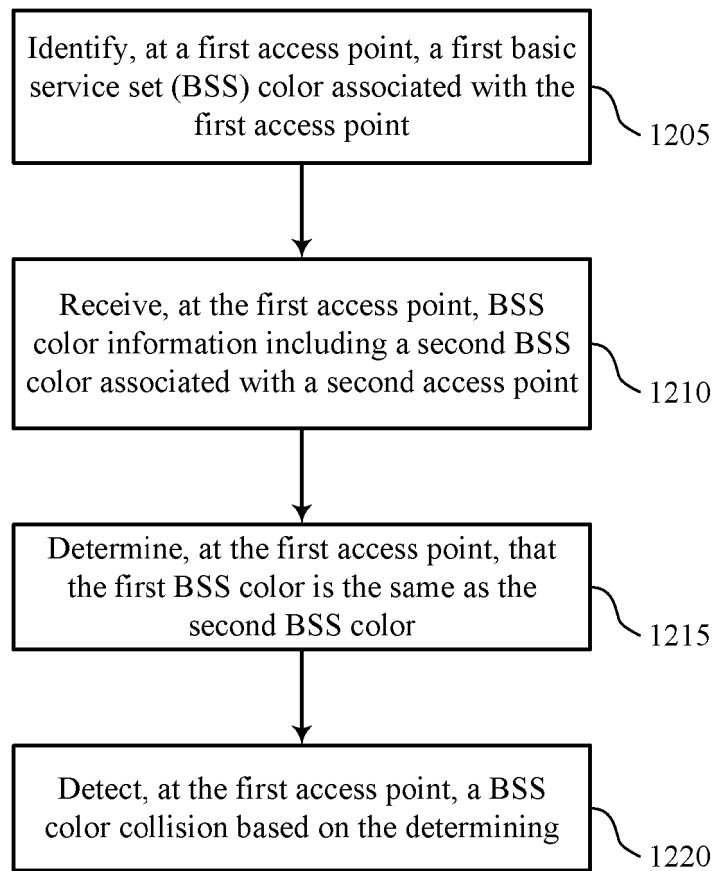 Identify, at a first access point, a first basic
service set (BSS) color associated with the
first access point
1205
Receive, at the first access point, BSS
color information including a second BSS
color associated with a second access point
1210
Determine, at the first access point, that
the first BSS color is the same as the
second BSS color
1215
Detect, at the first access point, a BSS
color collision based on the determining
1220